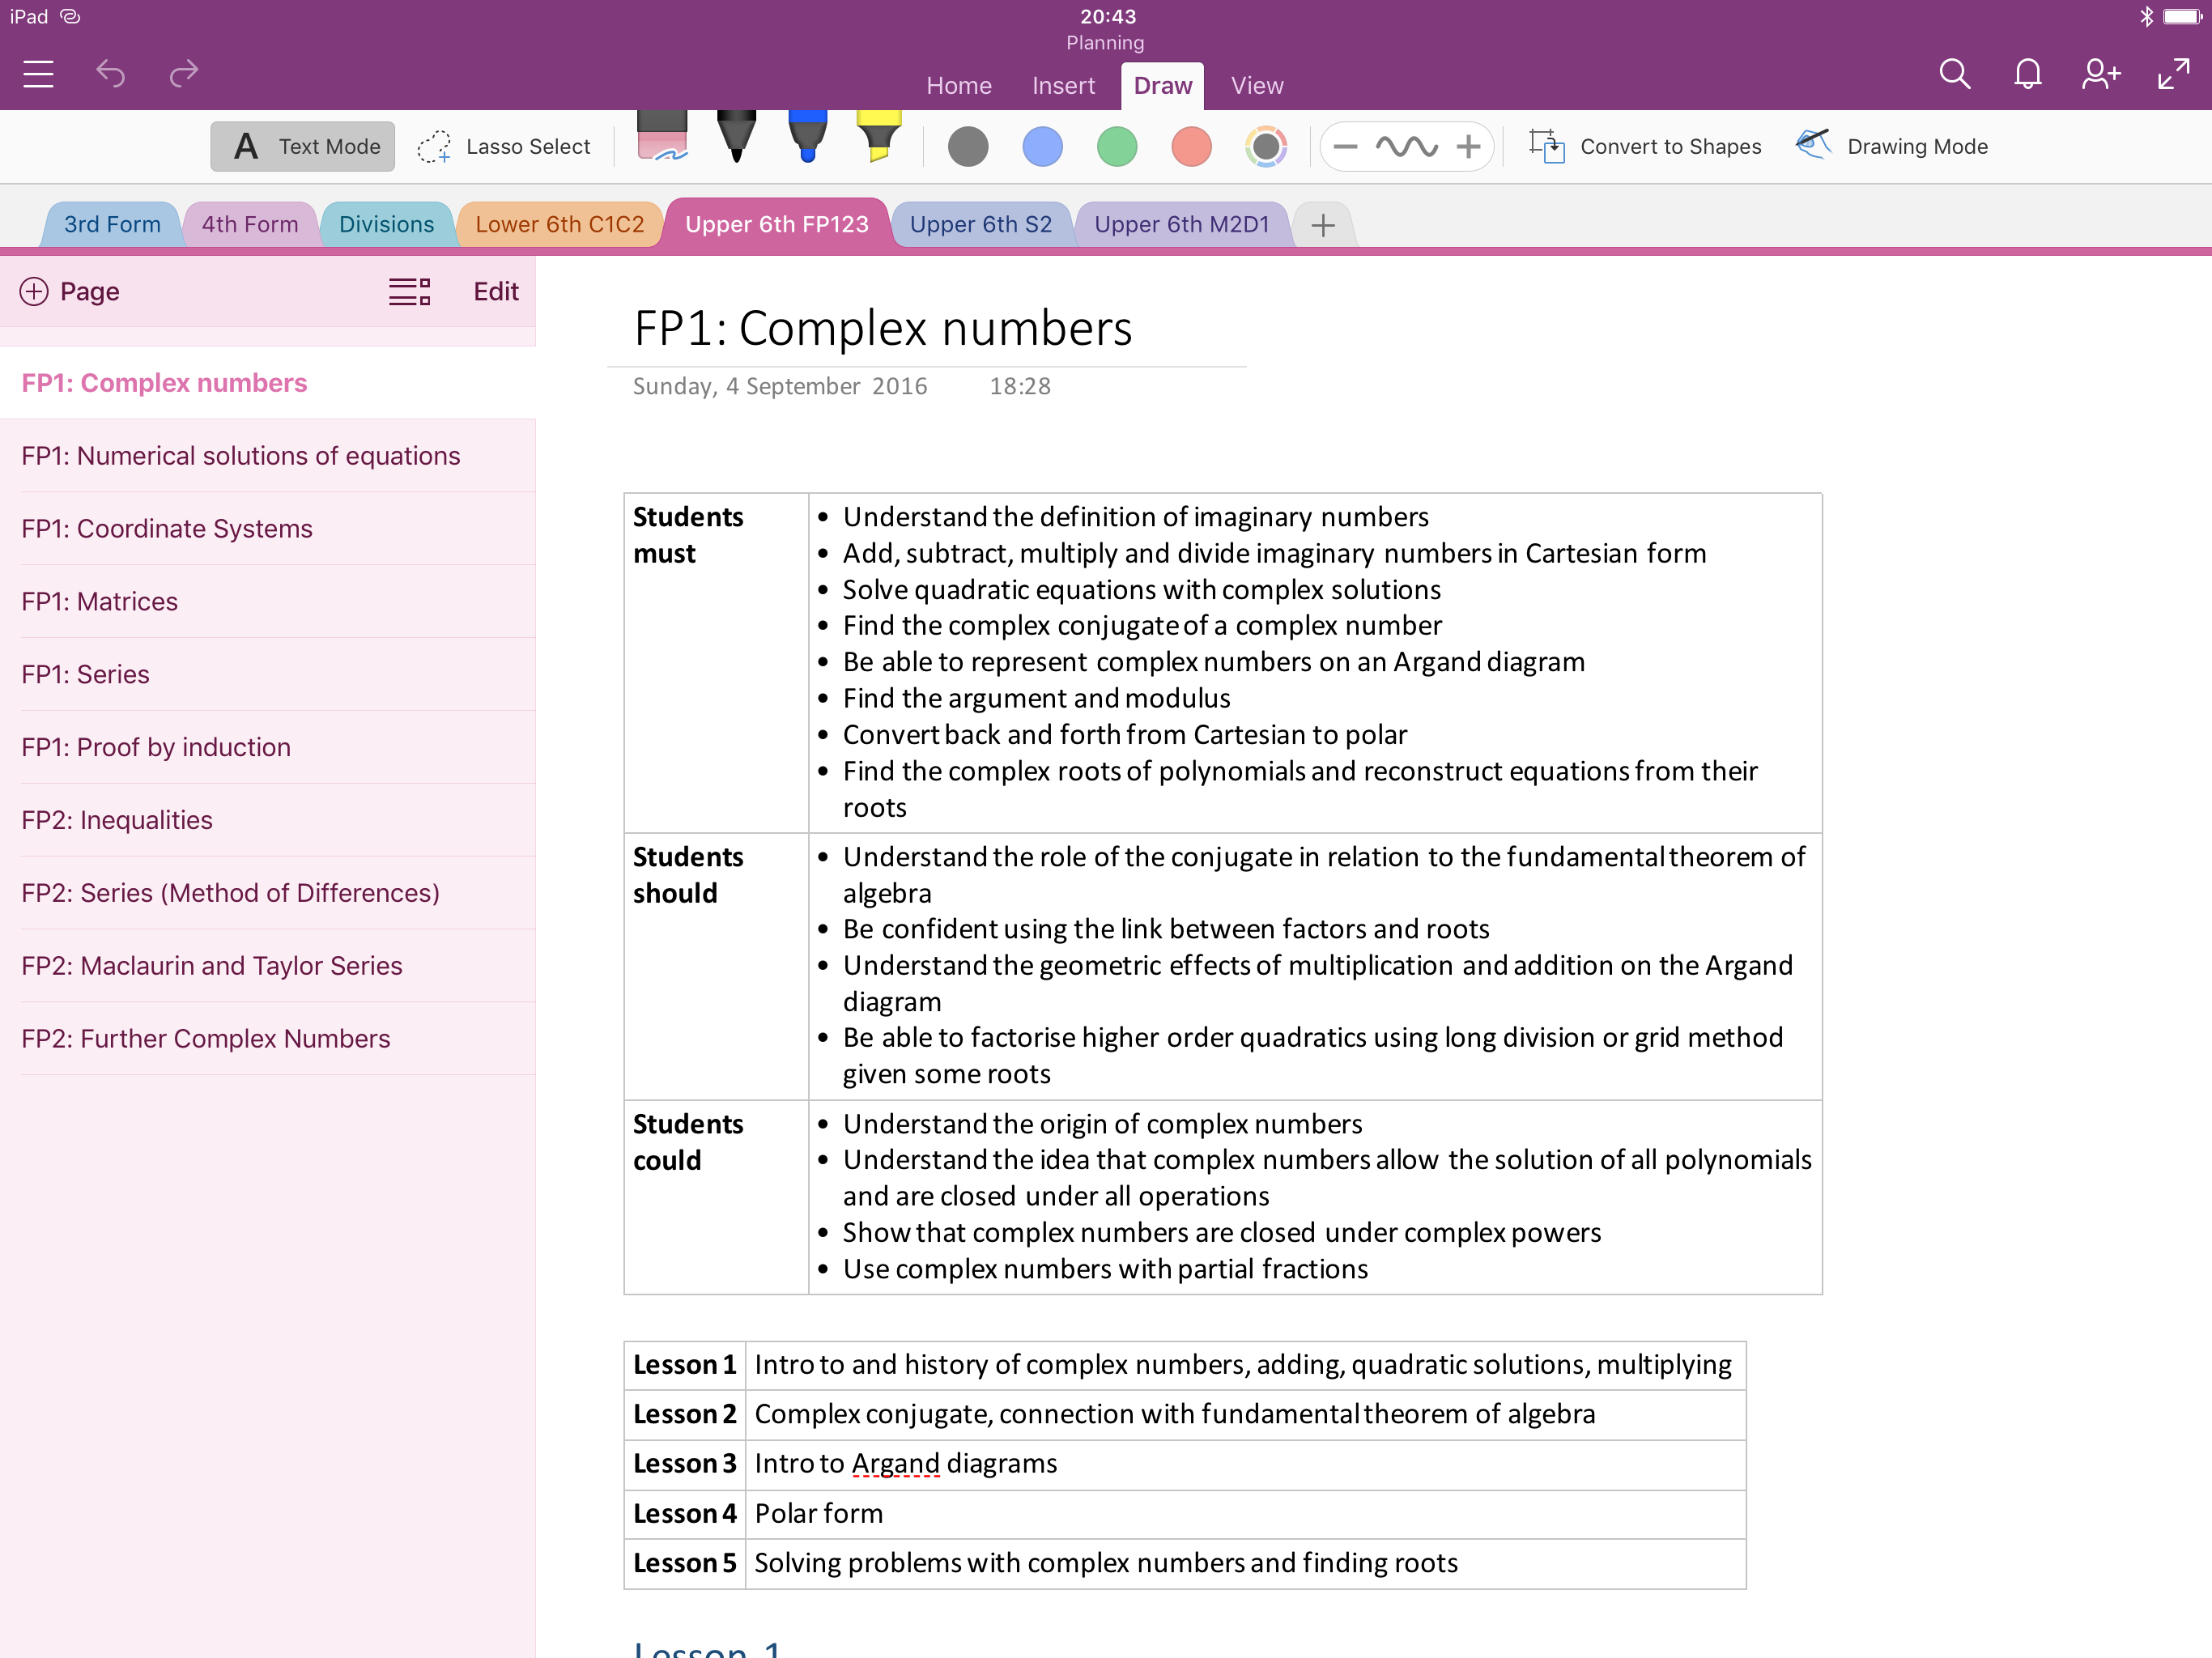 iPad
20:43
Planning
Home Insert Draw View
A Text Mode Lasso Select Convert to Shapes Drawing Mode
3rd Form 4th Form Divisions Lower 6th C1C2 Upper 6th FP123 Upper 6th S2 Upper 6th M2D1 +
Page Edit
FP1: Complex numbers
FP1: Numerical solutions of equations
FP1: Coordinate Systems
FP1: Matrices
FP1: Series
FP1: Proof by induction
FP2: Inequalities
FP2: Series (Method of Differences)
FP2: Maclaurin and Taylor Series
FP2: Further Complex Numbers
FP1: Complex numbers
Sunday, 4 September 2016 18:28
Students
must
• Understand the definition of imaginary numbers
• Add, subtract, multiply and divide imaginary numbers in Cartesian form
• Solve quadratic equations with complex solutions
• Find the complex conjugate of a complex number
• Be able to represent complex numbers on an Argand diagram
• Find the argument and modulus
• Convert back and forth from Cartesian to polar
• Find the complex roots of polynomials and reconstruct equations from their
roots
Students
should
• Understand the role of the conjugate in relation to the fundamental theorem of
algebra
• Be confident using the link between factors and roots
• Understand the geometric effects of multiplication and addition on the Argand
diagram
• Be able to factorise higher order quadratics using long division or grid method
given some roots
Students
could
• Understand the origin of complex numbers
• Understand the idea that complex numbers allow the solution of all polynomials
and are closed under all operations
• Show that complex numbers are closed under complex powers
• Use complex numbers with partial fractions
Lesson 1 Intro to and history of complex numbers, adding, quadratic solutions, multiplying
Lesson 2 Complex conjugate, connection with fundamental theorem of algebra
Lesson 3 Intro to Argand diagrams
Lesson 4 Polar form
Lesson 5 Solving problems with complex numbers and finding roots
Lesson 1